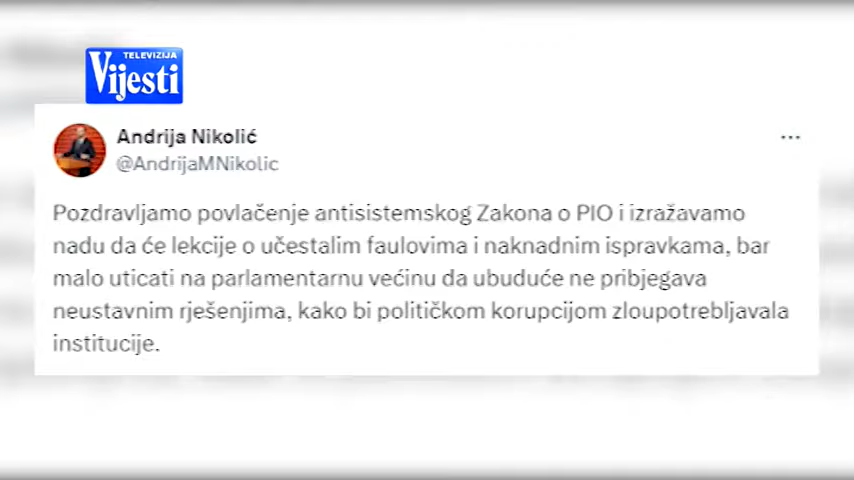 TELEVIZIJA
Vijesti
Andrija Nikolić
@AndrijaMNikolic
Pozdravljamo povlačenje antisistemskog Zakona o PIO i izražavamo
nadu da će lekcije o učestalim faulovima i naknadnim ispravkama, bar
malo uticati na parlamentarnu većinu da ubuduće ne pribjegava
neustavnim rješenjima, kako bi političkom korupcijom zloupotrebljavala
institucije.